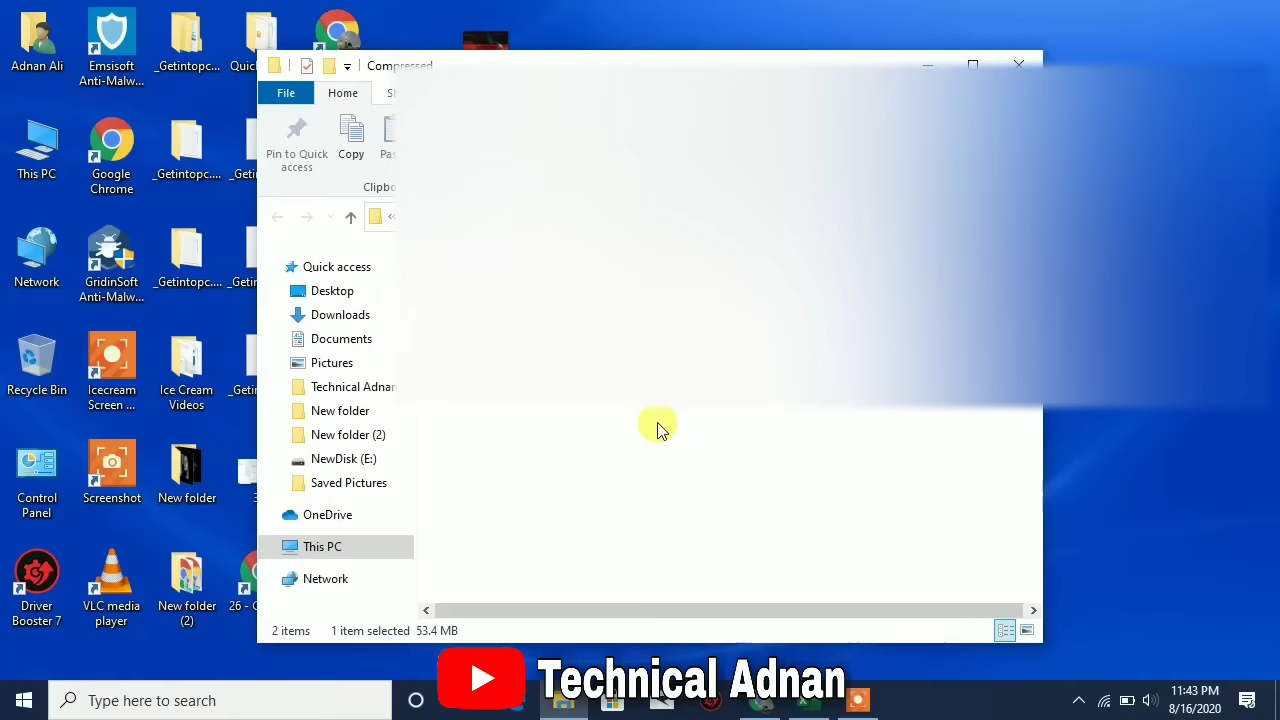 Adnan Ali
Emsisoft
Anti-Malw...
_Getintopc....
Compressed
File
Home
Pin to Quick
access
Copy
This PC
Google
Chrome
_Getintopc....
Network
GridinSoft
Anti-Malw...
_Getintopc....
Recycle Bin
Icecream
Screen ...
Ice Cream
Videos
Control
Panel
Screenshot
New folder
Driver
Booster 7
VLC media
player
New folder
(2)
Quick access
Desktop
Downloads
Documents
Pictures
Technical Adnan
New folder
New folder (2)
NewDisk (E:)
Saved Pictures
OneDrive
This PC
Network
2 items
1 item selected 53.4 MB
Technical Adnan
Type here to search
11:43 PM
8/16/2020